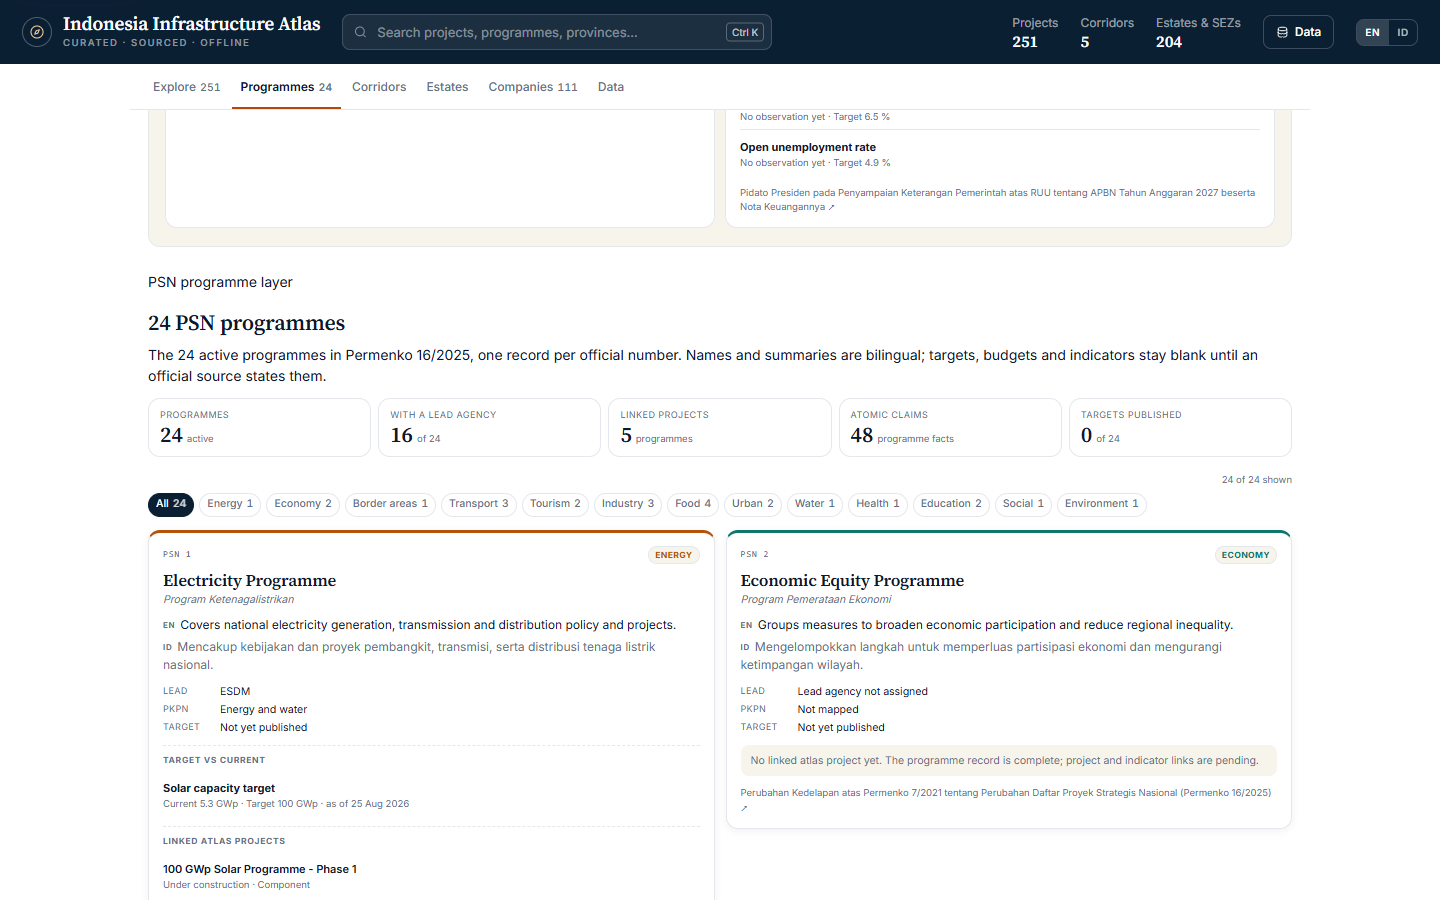 Indonesia Infrastructure Atlas
CURATED · SOURCED · OFFLINE
Search projects, programmes, provinces...
Ctrl K
Projects
251
Corridors
5
Estates & SEZs
204
Data
EN
ID
Explore 251
Programmes 24
Corridors
Estates
Companies 111
Data
No observation yet · Target 6.5 %
Open unemployment rate
No observation yet · Target 4.9 %
Pidato Presiden pada Penyampaian Keterangan Pemerintah atas RUU tentang APBN Tahun Anggaran 2027 beserta
Nota Keuangannya ↗
PSN programme layer
24 PSN programmes
The 24 active programmes in Permenko 16/2025, one record per official number. Names and summaries are bilingual; targets, budgets and indicators stay blank until an
official source states them.
PROGRAMMES
24 active
WITH A LEAD AGENCY
16 of 24
LINKED PROJECTS
5 programmes
ATOMIC CLAIMS
48 programme facts
TARGETS PUBLISHED
0 of 24
24 of 24 shown
All 24
Energy 1
Economy 2
Border areas 1
Transport 3
Tourism 2
Industry 3
Food 4
Urban 2
Water 1
Health 1
Education 2
Social 1
Environment 1
PSN 1
ENERGY
Electricity Programme
Program Ketenagalistrikan
EN Covers national electricity generation, transmission and distribution policy and projects.
ID Mencakup kebijakan dan proyek pembangkit, transmisi, serta distribusi tenaga listrik
nasional.
LEAD ESDM
PKPN Energy and water
TARGET Not yet published
TARGET VS CURRENT
Solar capacity target
Current 5.3 GWp · Target 100 GWp · as of 25 Aug 2026
LINKED ATLAS PROJECTS
100 GWp Solar Programme - Phase 1
Under construction · Component
PSN 2
ECONOMY
Economic Equity Programme
Program Pemerataan Ekonomi
EN Groups measures to broaden economic participation and reduce regional inequality.
ID Mengelompokkan langkah untuk memperluas partisipasi ekonomi dan mengurangi
ketimpangan wilayah.
LEAD Lead agency not assigned
PKPN Not mapped
TARGET Not yet published
No linked atlas project yet. The programme record is complete; project and indicator links are pending.
Perubahan Kedelapan atas Permenko 7/2021 tentang Perubahan Daftar Proyek Strategis Nasional (Permenko 16/2025)
↗